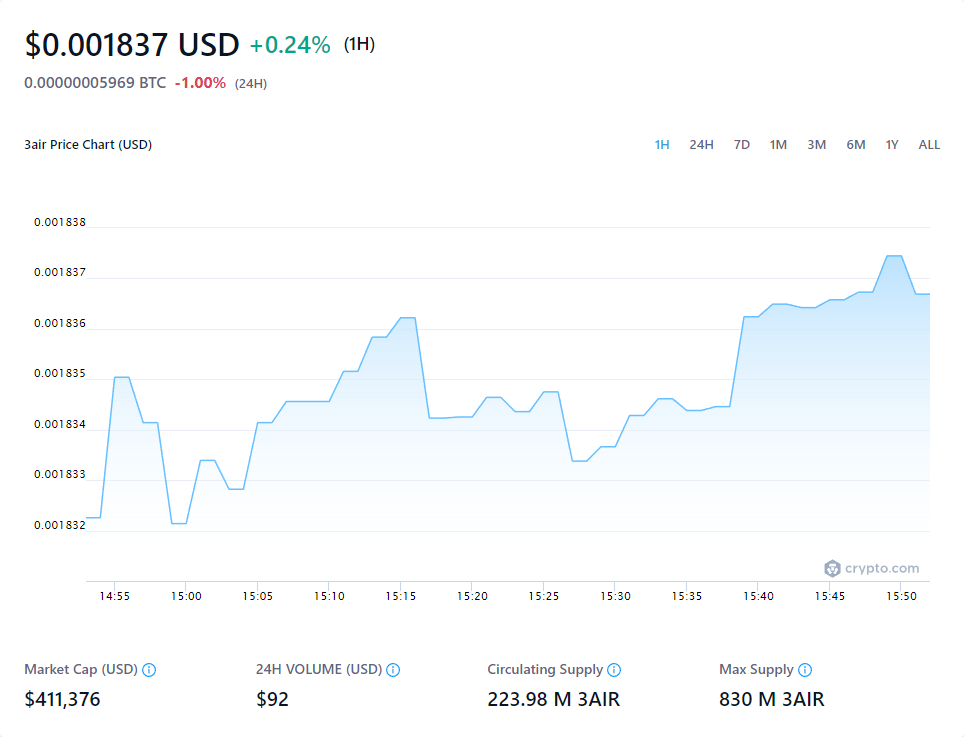 $0.001837 USD +0.24% (1H)
0.00000005969 BTC -1.00% (24H)
3air Price Chart (USD) 1H 24H 7D 1M 3M 6M 1Y ALL
0.001838
0.001837
0.001836
0.001835
0.001834
0.001833
0.001832
crypto.com
14:55 15:00 15:05 15:10 15:15 15:20 15:25 15:30 15:35 15:40 15:45 15:50
Market Cap (USD) 24H VOLUME (USD) Circulating Supply Max Supply
$411,376 $92 223.98 M 3AIR 830 M 3AIR